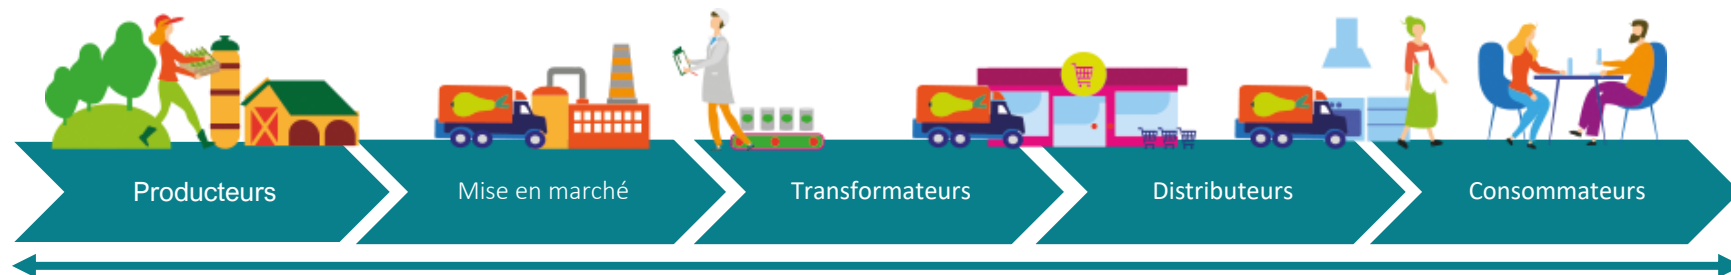 Producteurs
Mise en marché
Transformateurs
Distributeurs
Consommateurs